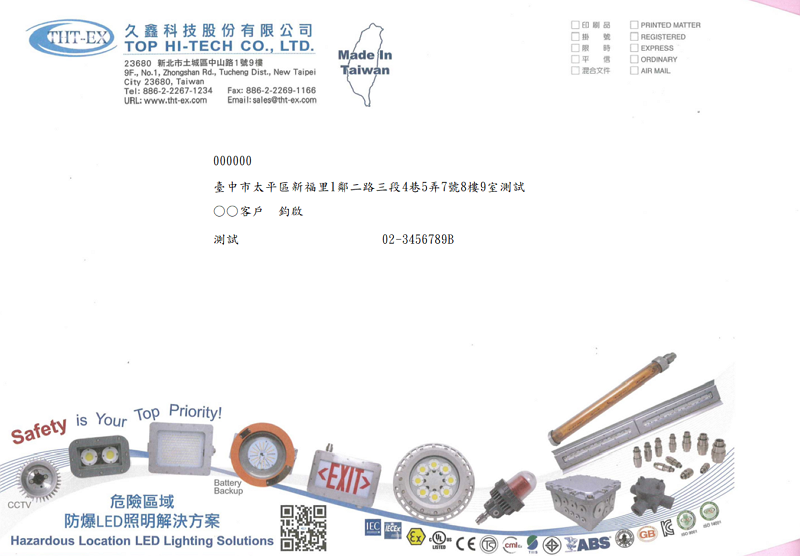 THT-EX
久鑫科技股份有限公司
TOP HI-TECH CO., LTD.
23680 新北市土城區中山路1號9樓
9F., No.1, Zhongshan Rd., Tucheng Dist., New Taipei
City 23680, Taiwan
Tel: 886-2-2267-1234 Fax: 886-2-2269-1166
URL: www.tht-ex.com Email: sales@tht-ex.com
Made In
Taiwan
印刷品 PRINTED MATTER
掛號 REGISTERED
限時 EXPRESS
平信 ORDINARY
混合文件 AIR MAIL
000000
臺中市太平區新福里1鄰二路三段4巷5弄7號8樓9室測試
○○客戶 鈞啟
測試 02-3456789B
Safety is Your Top Priority!
CCTV
Battery
Backup
<EXIT>
危險區域
防爆LED照明解決方案
Hazardous Location LED Lighting Solutions
IEC IECEx Ex UL LISTED CE CML ABS GB